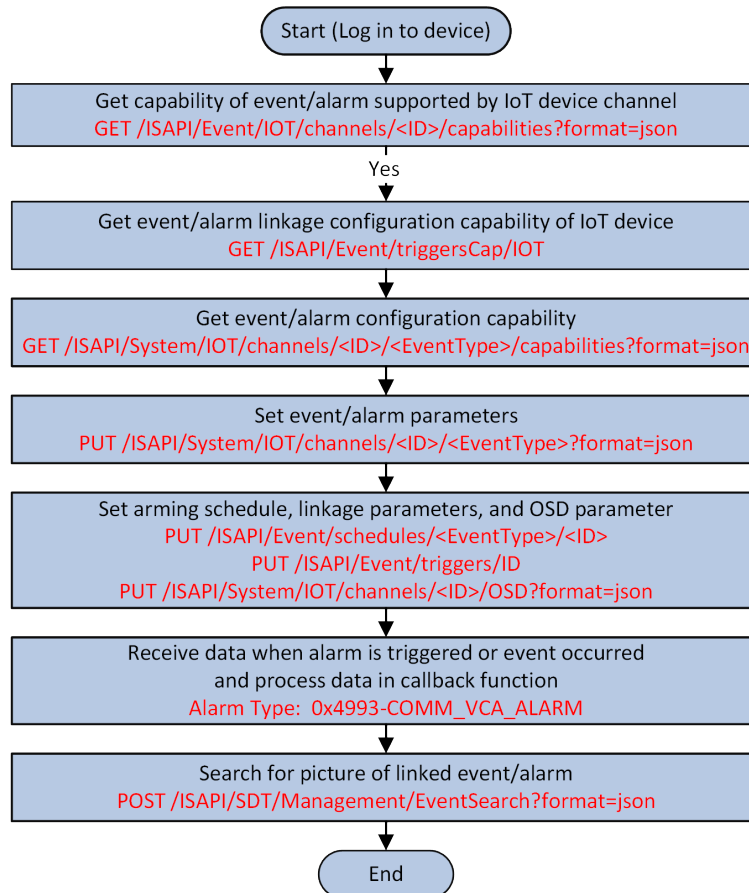 Start (Log in to device)
Get capability of event/alarm supported by IoT device channel
GET /ISAPI/Event/IOT/channels/<ID>/capabilities?format=json
Yes
Get event/alarm linkage configuration capability of IoT device
GET /ISAPI/Event/triggersCap/IOT
Get event/alarm configuration capability
GET /ISAPI/System/IOT/channels/<ID>/<EventType>/capabilities?format=json
Set event/alarm parameters
PUT /ISAPI/System/IOT/channels/<ID>/<EventType>?format=json
Set arming schedule, linkage parameters, and OSD parameter
PUT /ISAPI/Event/schedules/<EventType>/<ID>
PUT /ISAPI/Event/triggers/ID
PUT /ISAPI/System/IOT/channels/<ID>/OSD?format=json
Receive data when alarm is triggered or event occurred
and process data in callback function
Alarm Type:  0x4993-COMM_VCA_ALARM
Search for picture of linked event/alarm
POST /ISAPI/SDT/Management/EventSearch?format=json
End